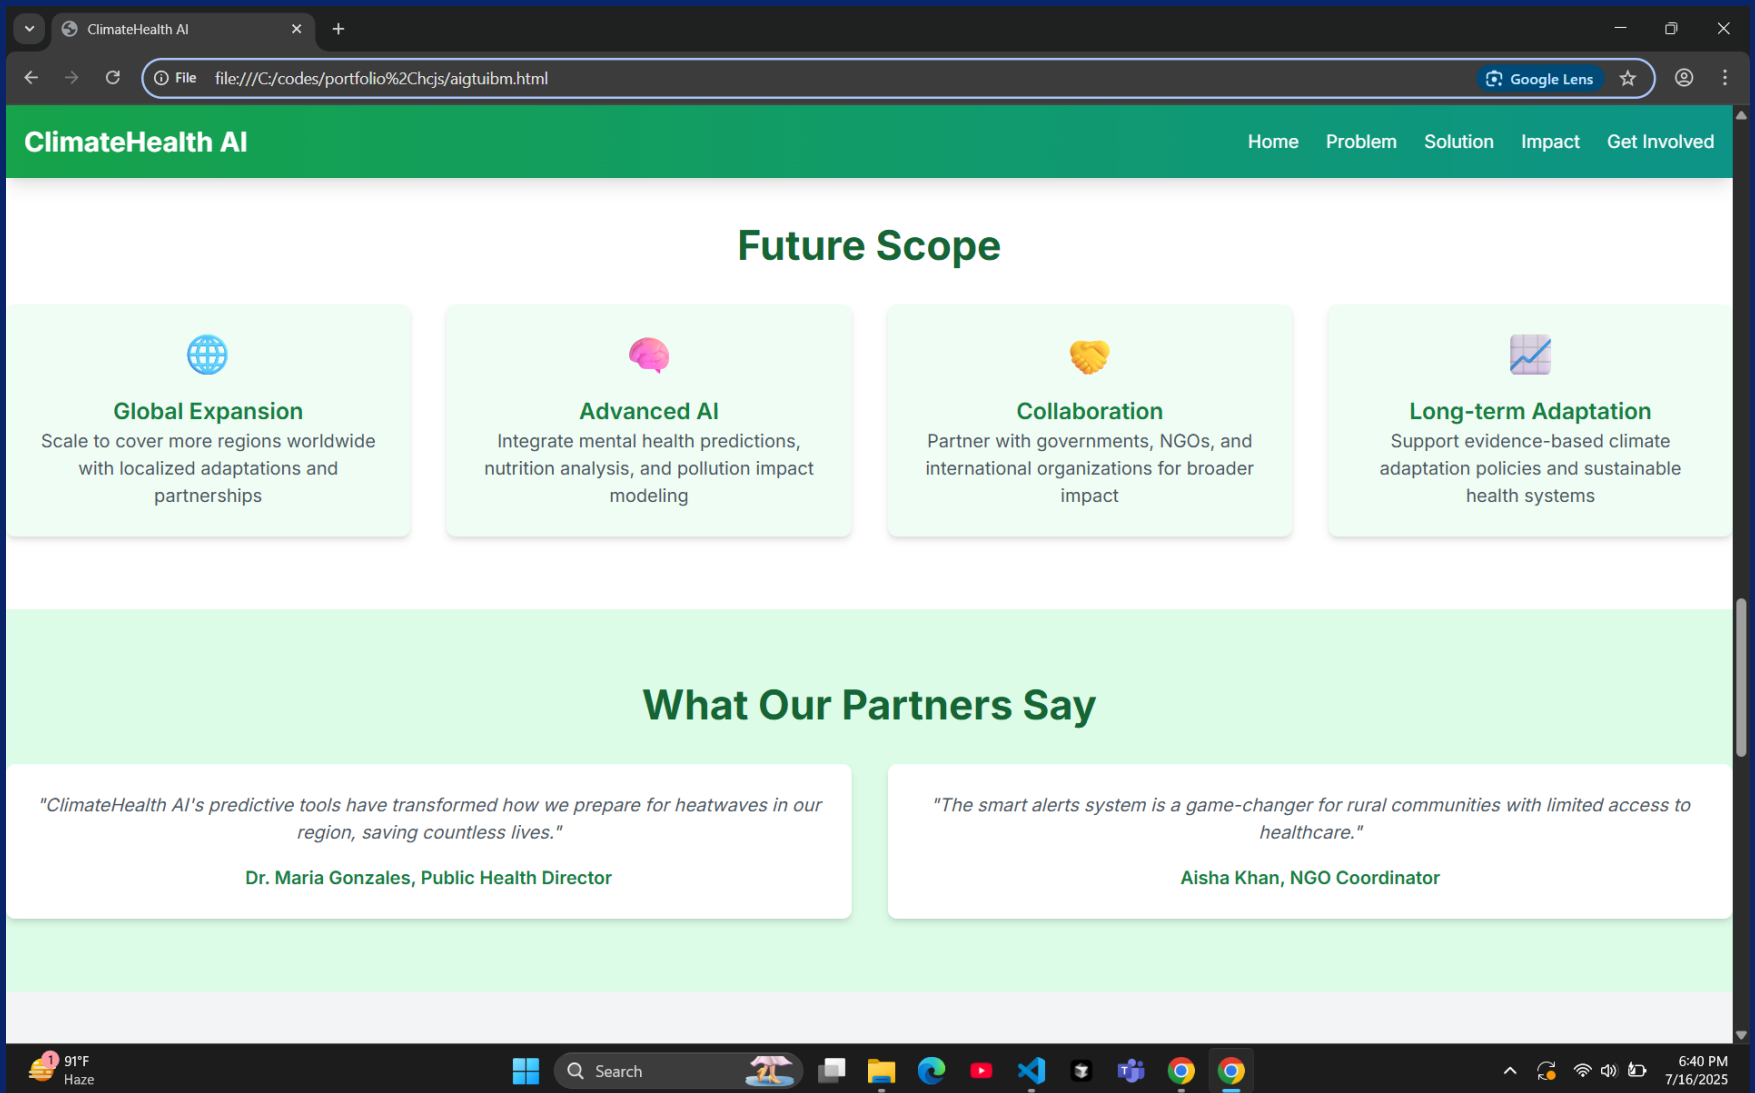 ClimateHealth AI
File
file:///C:/codes/portfolio%2Chcjs/aigtuibm.html
Google Lens
ClimateHealth AI
Home
Problem
Solution
Impact
Get Involved
Future Scope
Global Expansion
Scale to cover more regions worldwide
with localized adaptations and
partnerships
Advanced AI
Integrate mental health predictions,
nutrition analysis, and pollution impact
modeling
Collaboration
Partner with governments, NGOs, and
international organizations for broader
impact
Long-term Adaptation
Support evidence-based climate
adaptation policies and sustainable
health systems
What Our Partners Say
"ClimateHealth AI's predictive tools have transformed how we prepare for heatwaves in our
region, saving countless lives."
Dr. Maria Gonzales, Public Health Director
"The smart alerts system is a game-changer for rural communities with limited access to
healthcare."
Aisha Khan, NGO Coordinator
1
91°F
Haze
Search
T
6:40 PM
7/16/2025